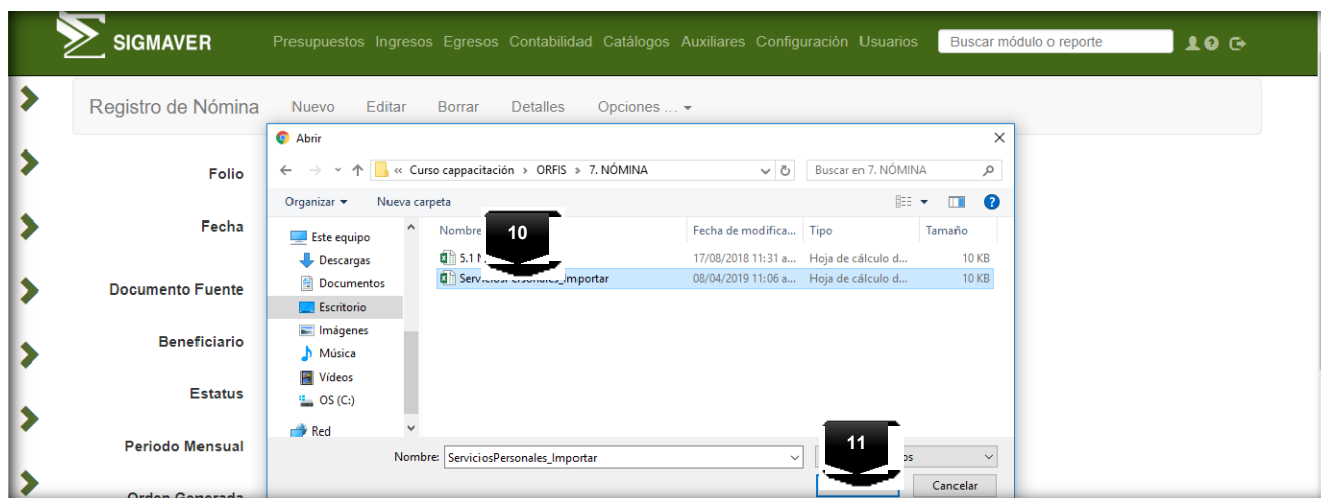 SIGMAVER Presupuestos Ingresos Egresos Contabilidad Catálogos Auxiliares Configuración Usuarios Buscar módulo o reporte
Registro de Nómina Nuevo Editar Borrar Detalles Opciones ...
Abrir
« Curso cappacitación › ORFIS › 7. NÓMINA Buscar en 7. NÓMINA
Organizar Nueva carpeta
Nombre Fecha de modifica... Tipo Tamaño
10
Este equipo
Descargas 5.1 17/08/2018 11:31 a... Hoja de cálculo d... 10 KB
Documentos ServiciosPersonales_Importar 08/04/2019 11:06 a... Hoja de cálculo d... 10 KB
Escritorio
Imágenes
Música
Vídeos
OS (C:)
Red
Nombre: ServiciosPersonales_Importar
11
Cancelar
Folio
Fecha
Documento Fuente
Beneficiario
Estatus
Periodo Mensual
Orden Generada